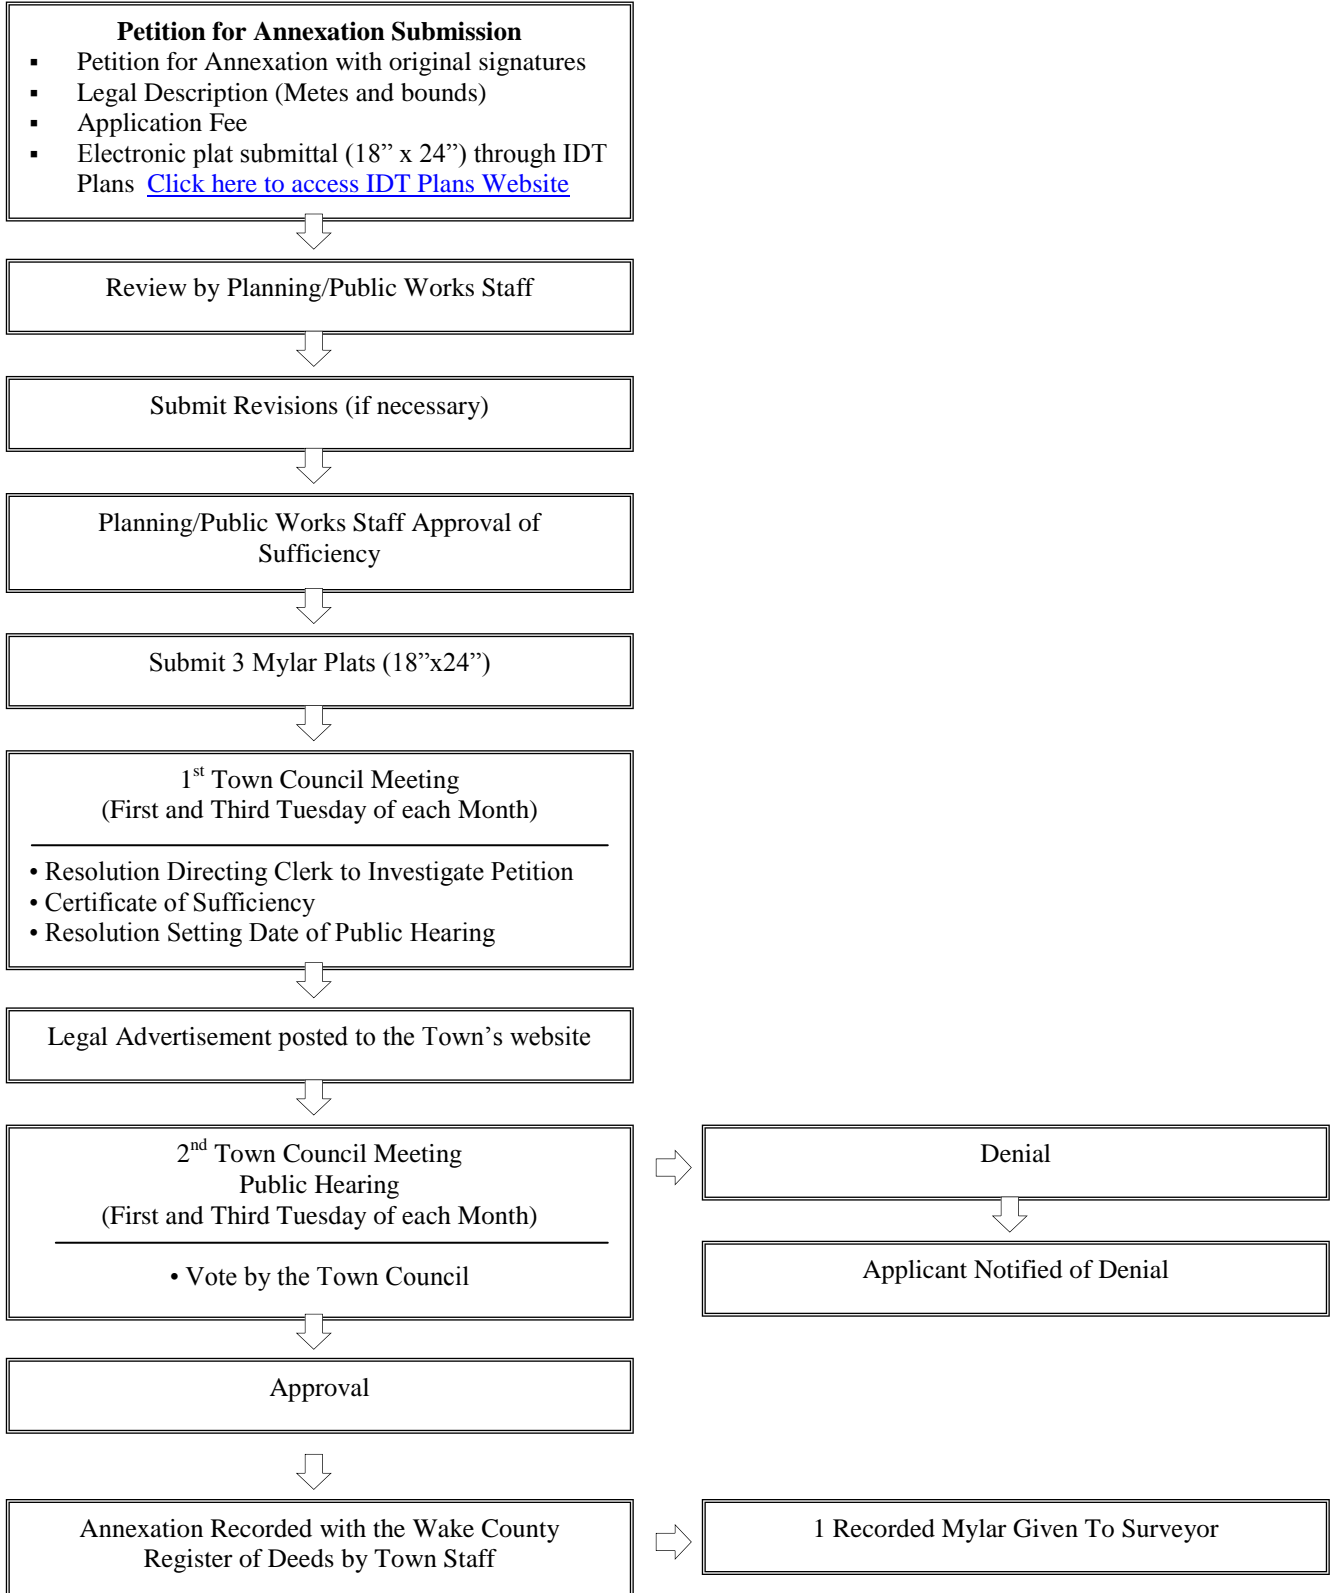 Petition for Annexation Submission
▪ Petition for Annexation with original signatures
▪ Legal Description (Metes and bounds)
▪ Application Fee
▪ Electronic plat submittal (18” x 24”) through IDT
Plans Click here to access IDT Plans Website
Review by Planning/Public Works Staff
Submit Revisions (if necessary)
Planning/Public Works Staff Approval of
Sufficiency
Submit 3 Mylar Plats (18”x24”)
1st Town Council Meeting
(First and Third Tuesday of each Month)
• Resolution Directing Clerk to Investigate Petition
• Certificate of Sufficiency
• Resolution Setting Date of Public Hearing
Legal Advertisement posted to the Town’s website
2nd Town Council Meeting
Public Hearing
(First and Third Tuesday of each Month)
• Vote by the Town Council
Denial
Applicant Notified of Denial
Approval
Annexation Recorded with the Wake County
Register of Deeds by Town Staff
1 Recorded Mylar Given To Surveyor